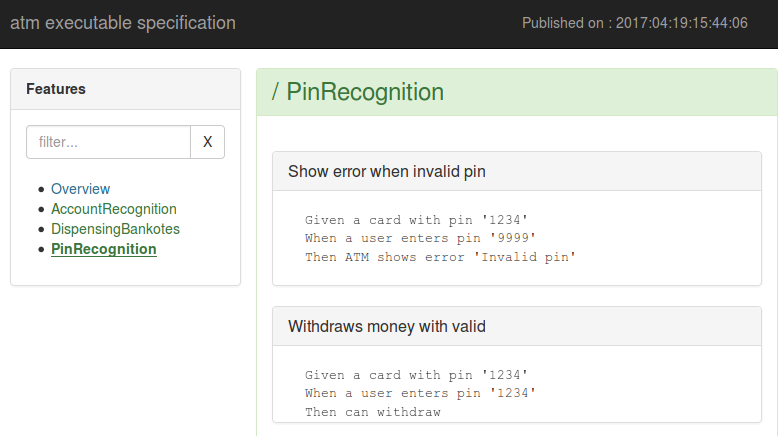 atm executable specification
Published on : 2017:04:19:15:44:06
Features
filter...
X
Overview
AccountRecognition
DispensingBankotes
PinRecognition
/ PinRecognition
Show error when invalid pin
Given a card with pin '1234'
When a user enters pin '9999'
Then ATM shows error 'Invalid pin'
Withdraws money with valid
Given a card with pin '1234'
When a user enters pin '1234'
Then can withdraw